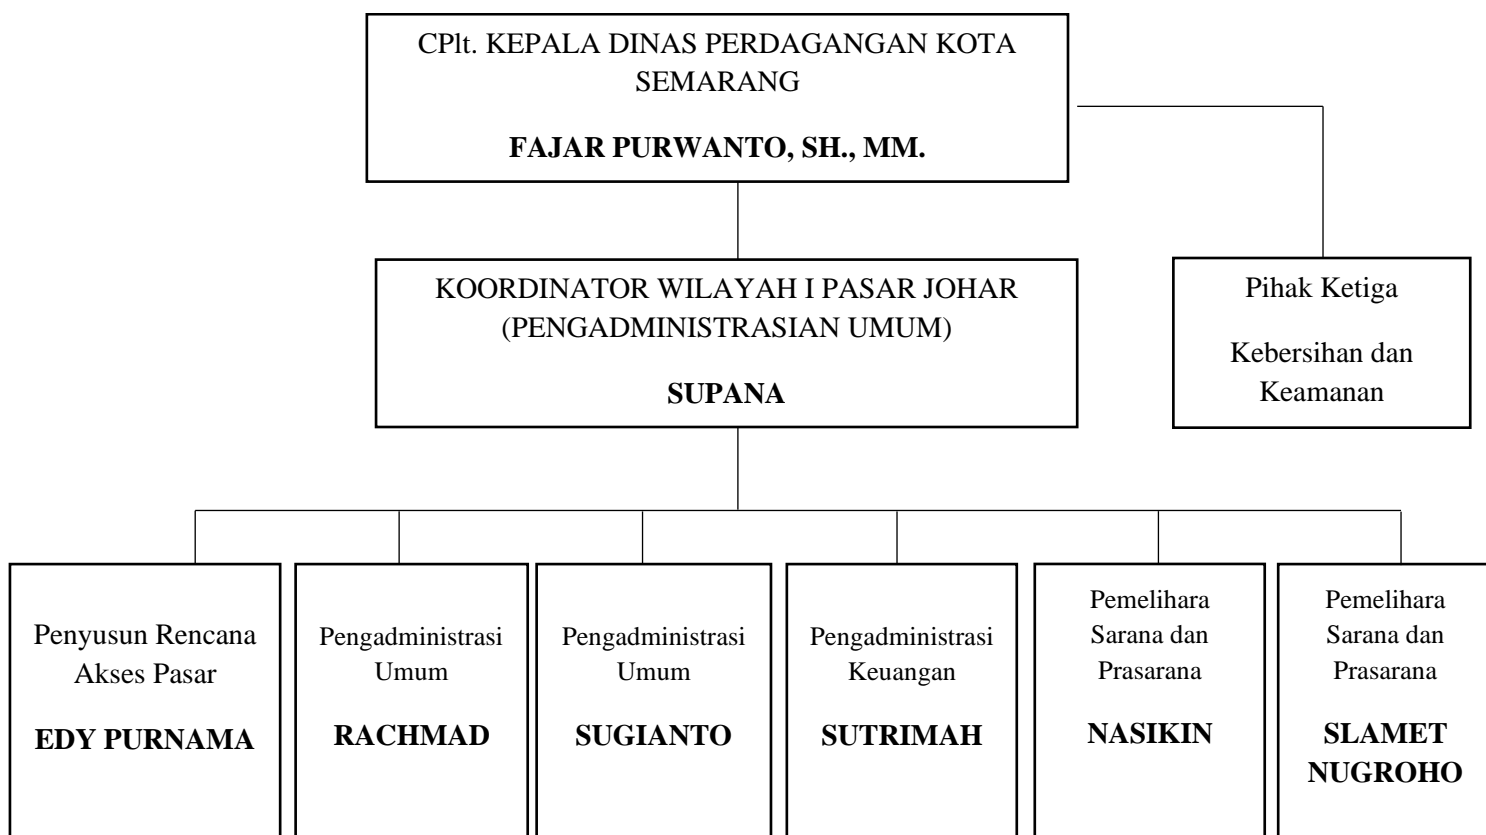 CPlt. KEPALA DINAS PERDAGANGAN KOTA
SEMARANG
FAJAR PURWANTO, SH., MM.
KOORDINATOR WILAYAH I PASAR JOHAR
(PENGADMINISTRASIAN UMUM)
SUPANA
Pihak Ketiga
Kebersihan dan
Keamanan
Penyusun Rencana
Akses Pasar
EDY PURNAMA
Pengadministrasi
Umum
RACHMAD
Pengadministrasi
Umum
SUGIANTO
Pengadministrasi
Keuangan
SUTRIMAH
Pemelihara
Sarana dan
Prasarana
NASIKIN
Pemelihara
Sarana dan
Prasarana
SLAMET
NUGROHO